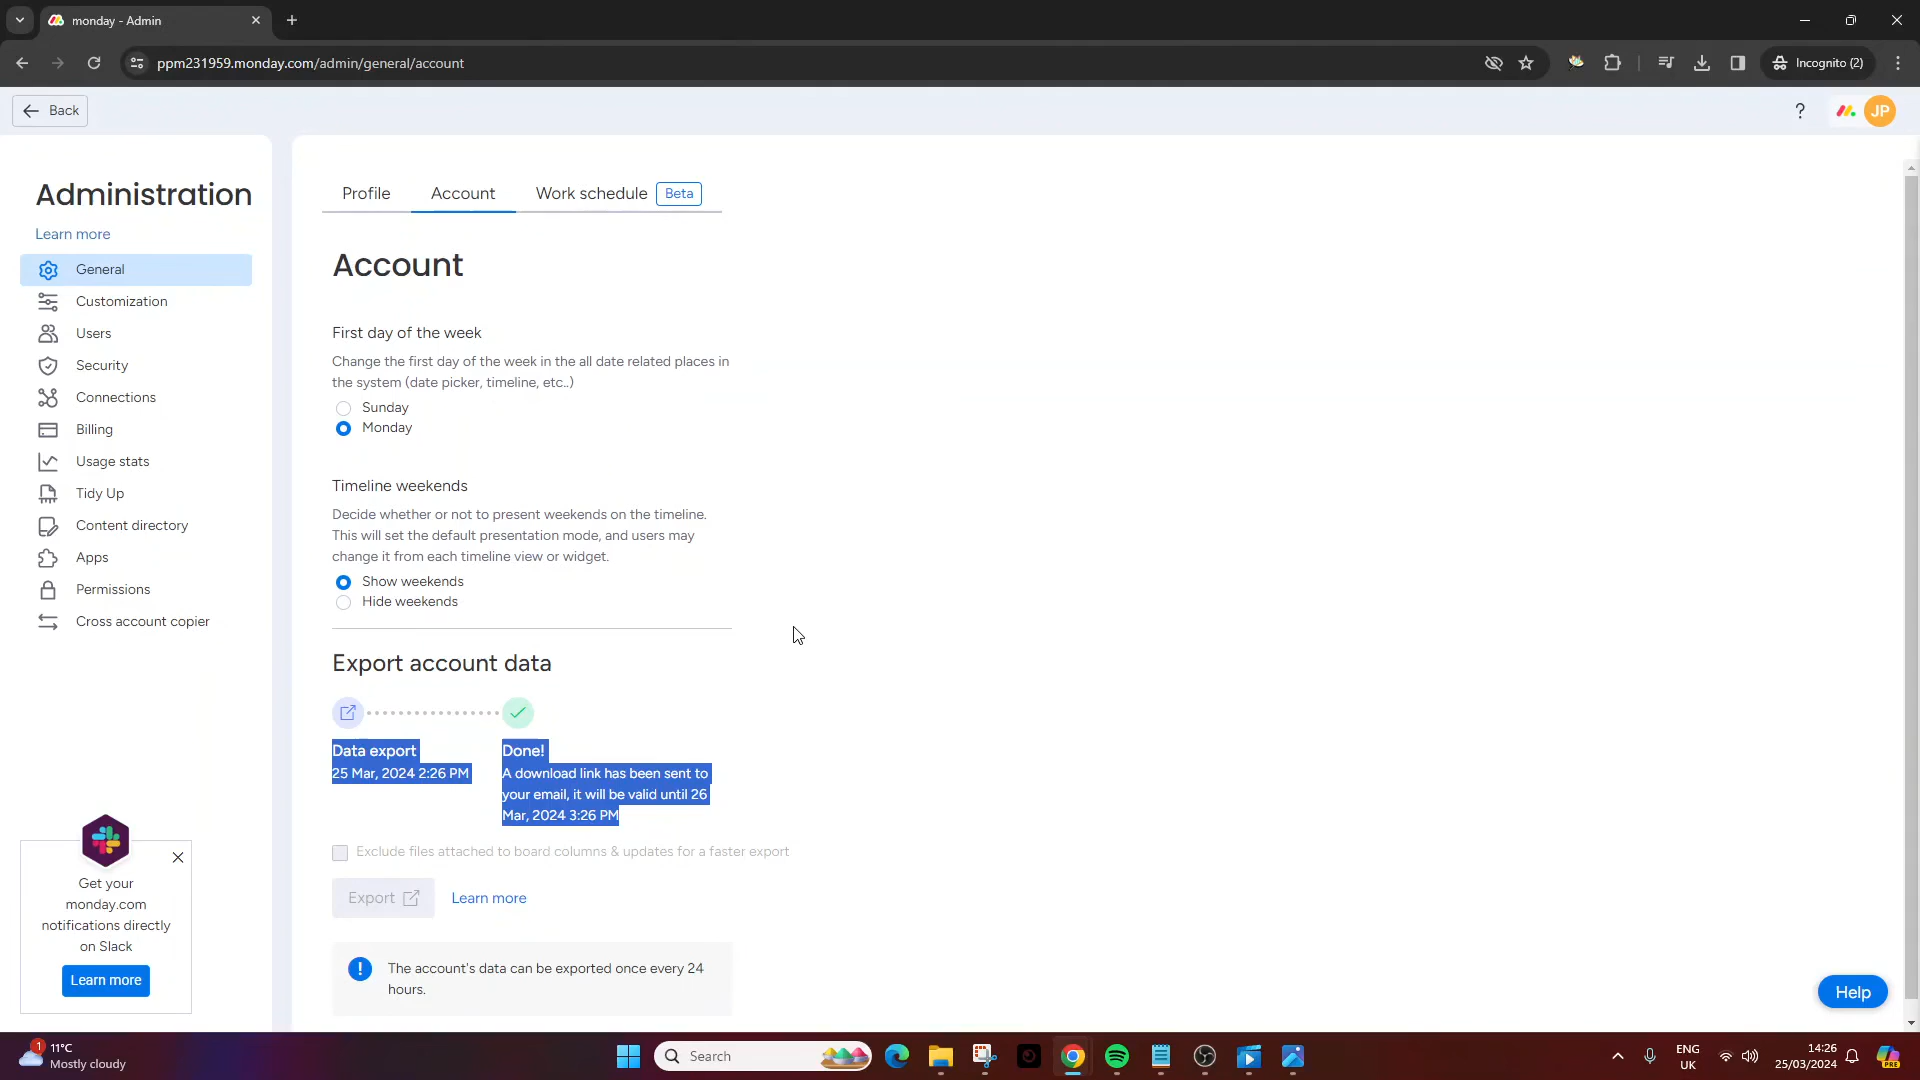 monday - Admin
ppm231959.monday.com/admin/general/account
Incognito (2)
Back
?
JP
Administration
Learn more
General
Customization
Users
Security
Connections
Billing
Usage stats
Tidy Up
Content directory
Apps
Permissions
Cross account copier
Get your
monday.com
notifications directly
on Slack
Learn more
Profile
Account
Work schedule
Beta
Account
First day of the week
Change the first day of the week in the all date related places in
the system (date picker, timeline, etc..)
Sunday
Monday
Timeline weekends
Decide whether or not to present weekends on the timeline.
This will set the default presentation mode, and users may
change it from each timeline view or widget.
Show weekends
Hide weekends
Export account data
Data export
25 Mar, 2024 2:26 PM
Done!
A download link has been sent to
your email, it will be valid until 26
Mar, 2024 3:26 PM
Exclude files attached to board columns & updates for a faster export
Export
Learn more
The account's data can be exported once every 24
hours.
Help
1
11°C
Mostly cloudy
Search
ENG
UK
14:26
25/03/2024
PRE